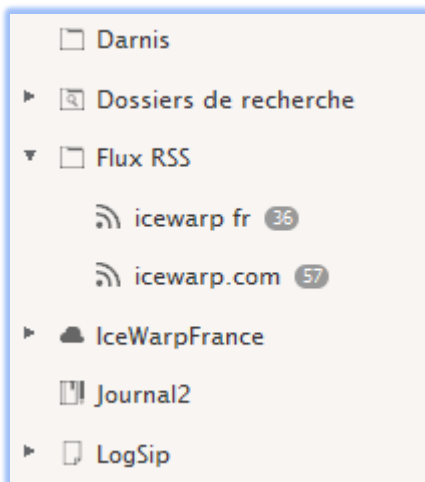 Darnis
Dossiers de recherche
Flux RSS
icewarp fr 36
icewarp.com 57
IceWarpFrance
Journal2
LogSip